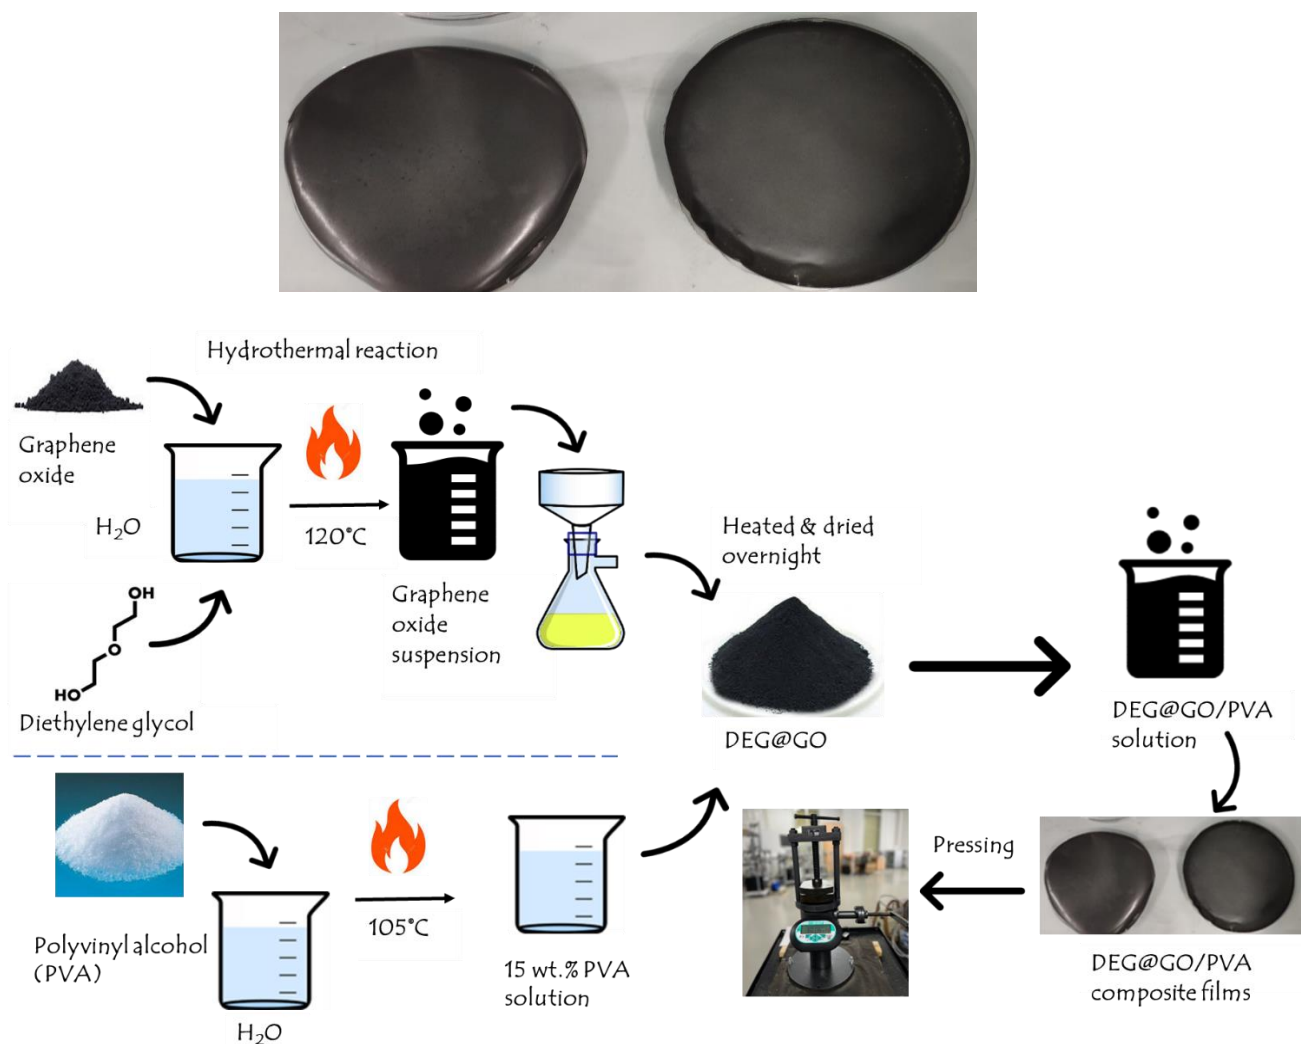 Hydrothermal reaction
Graphene
oxide
H₂O
120°C
Graphene
oxide
suspension
OH
O
HO
Diethylene glycol
Heated & dried
overnight
DEG@GO
DEG@GO/PVA
solution
Polyvinyl alcohol
(PVA)
H₂O
105°C
15 wt.% PVA
solution
Pressing
DEG@GO/PVA
composite films